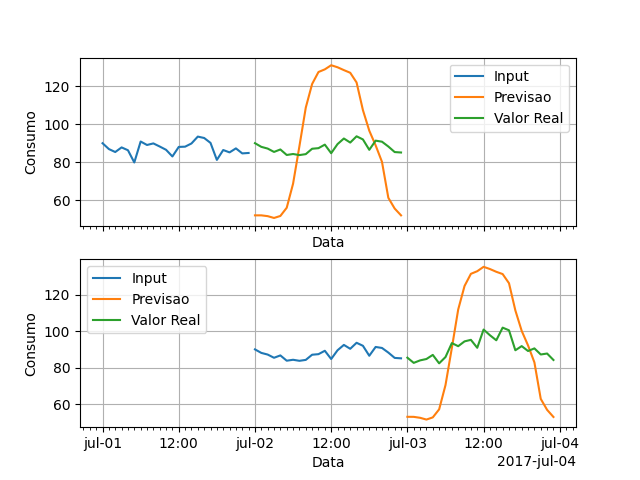 120
100
80
60
Consumo
Input
Previsao
Valor Real
Data
120
100
80
60
Consumo
Input
Previsao
Valor Real
jul-01 12:00 jul-02 12:00 jul-03 12:00 jul-04
Data
2017-jul-04